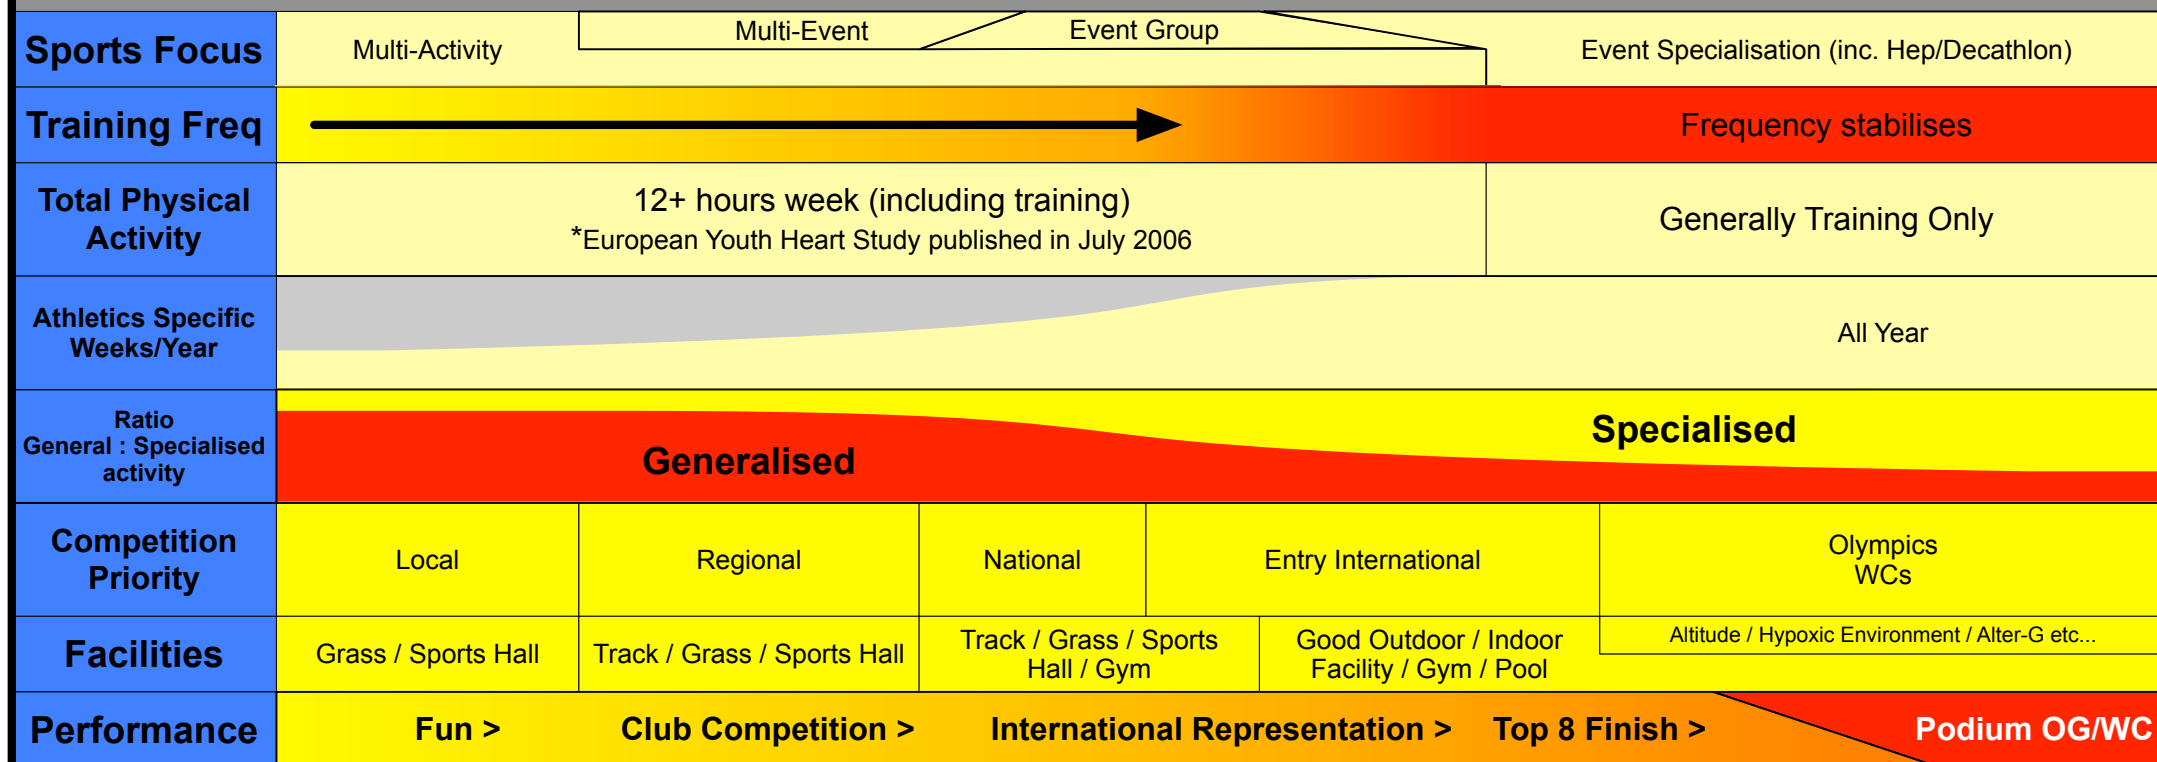 Sports Focus
Multi-Activity
Multi-Event
Event Group
Event Specialisation (inc. Hep/Decathlon)
Training Freq
Frequency stabilises
Total Physical
Activity
12+ hours week (including training)
*European Youth Heart Study published in July 2006
Generally Training Only
Athletics Specific
Weeks/Year
All Year
Ratio
General : Specialised
activity
Generalised
Specialised
Competition
Priority
Local
Regional
National
Entry International
Olympics
WCs
Facilities
Grass / Sports Hall
Track / Grass / Sports Hall
Track / Grass / Sports
Hall / Gym
Good Outdoor / Indoor
Facility / Gym / Pool
Altitude / Hypoxic Environment / Alter-G etc...
Performance
Fun >
Club Competition >
International Representation >
Top 8 Finish >
Podium OG/WC